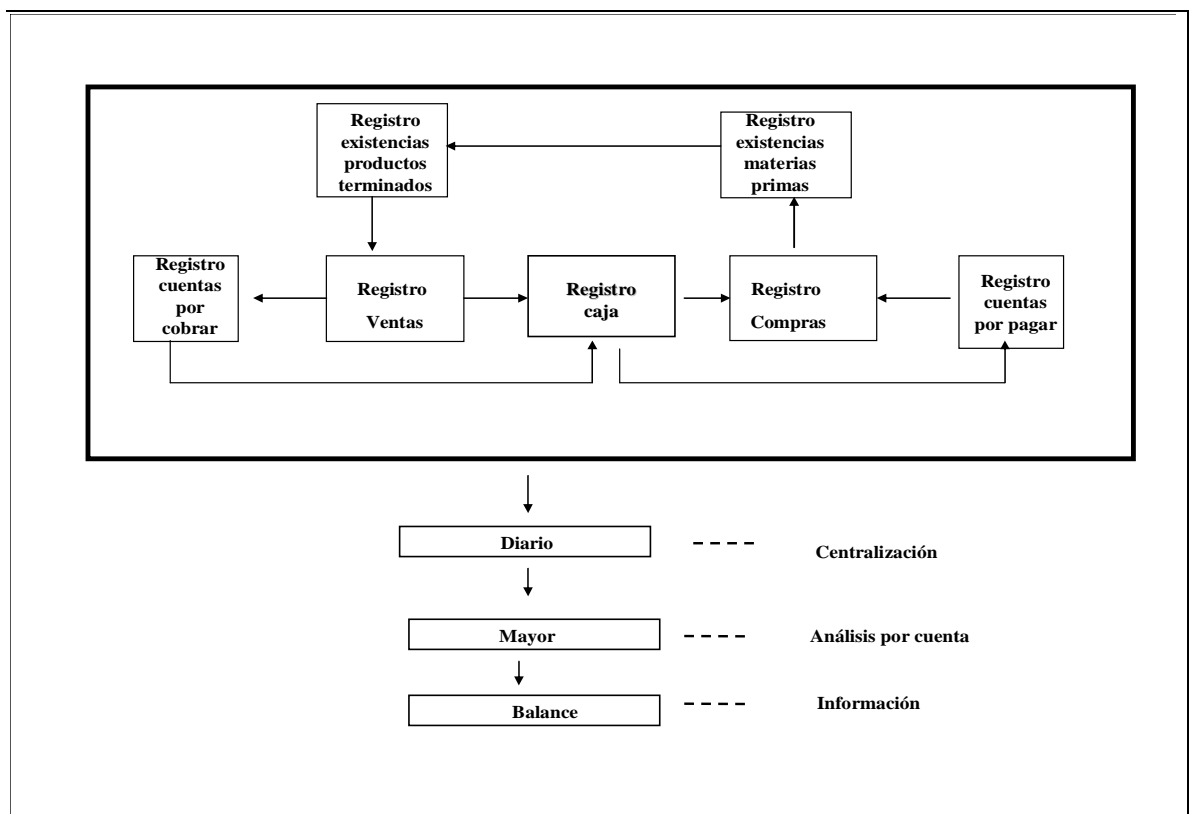 Registro
existencias
productos
terminados
Registro
existencias
materias
primas
Registro
cuentas
por
cobrar
Registro
Ventas
Registro
caja
Registro
Compras
Registro
cuentas
por pagar
Diario
Centralización
Mayor
Análisis por cuenta
Balance
Información